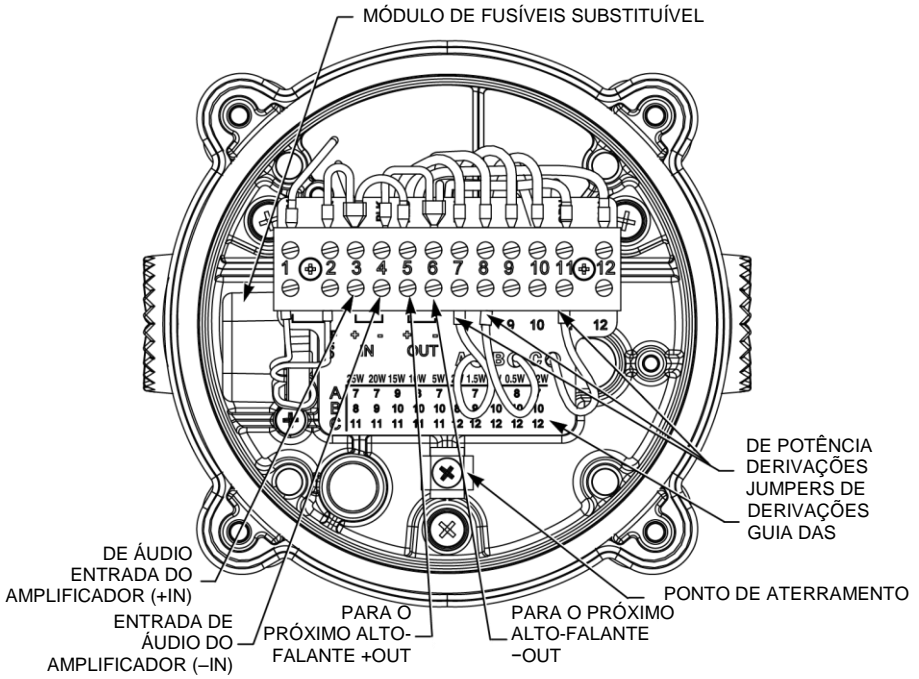 MÓDULO DE FUSÍVEIS SUBSTITUÍVEL
1 2 3 4 5 6 7 8 9 10 11 12
9 10 12
+ - + -
IN OUT A B C
25W 20W 15W 10W 5W 1.5W 0.5W
A 7 7 9 7 7 8
B 8 9 10 10 10 9 10 10 10
C 11 11 11 11 11 12 12 12 12
DE POTÊNCIA
DERIVAÇÕES
JUMPERS DE
DERIVAÇÕES
GUIA DAS
DE ÁUDIO
ENTRADA DO
AMPLIFICADOR (+IN)
ENTRADA DE
ÁUDIO DO
AMPLIFICADOR (–IN)
PARA O
PRÓXIMO ALTO-
FALANTE +OUT
PARA O PRÓXIMO
ALTO-FALANTE
−OUT
PONTO DE ATERRAMENTO